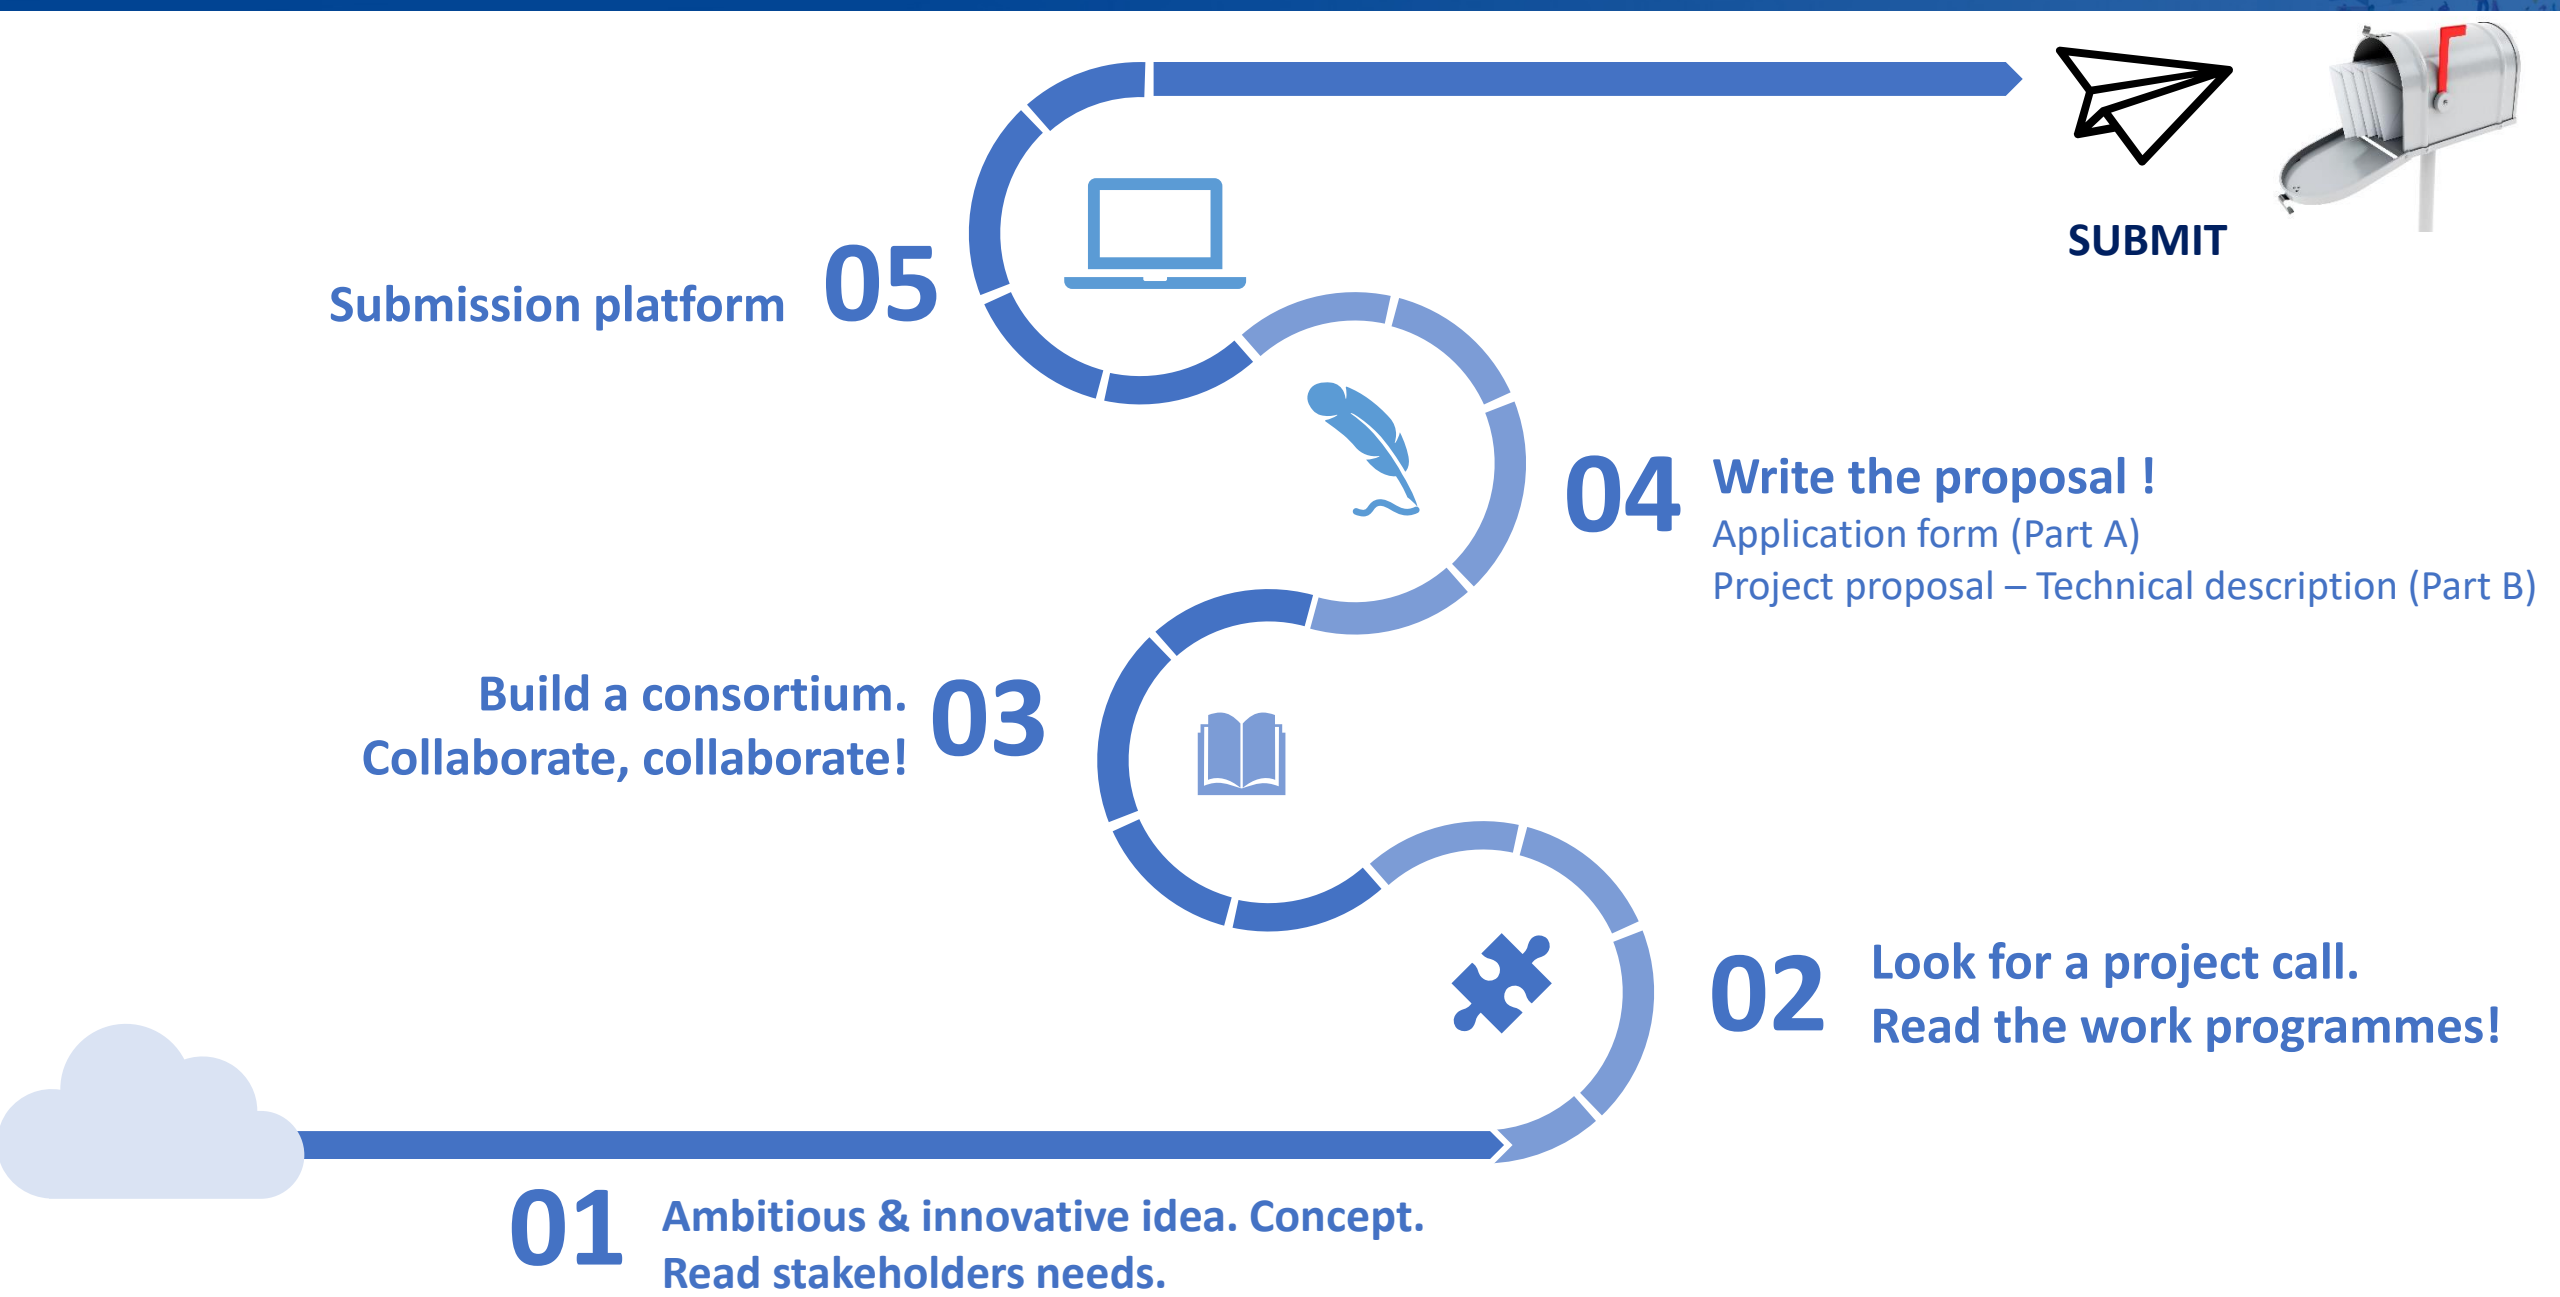 SUBMIT
05
Submission platform
04
Write the proposal !
Application form (Part A)
Project proposal – Technical description (Part B)
03
Build a consortium.
Collaborate, collaborate!
02
Look for a project call.
Read the work programmes!
01
Ambitious & innovative idea. Concept.
Read stakeholders needs.